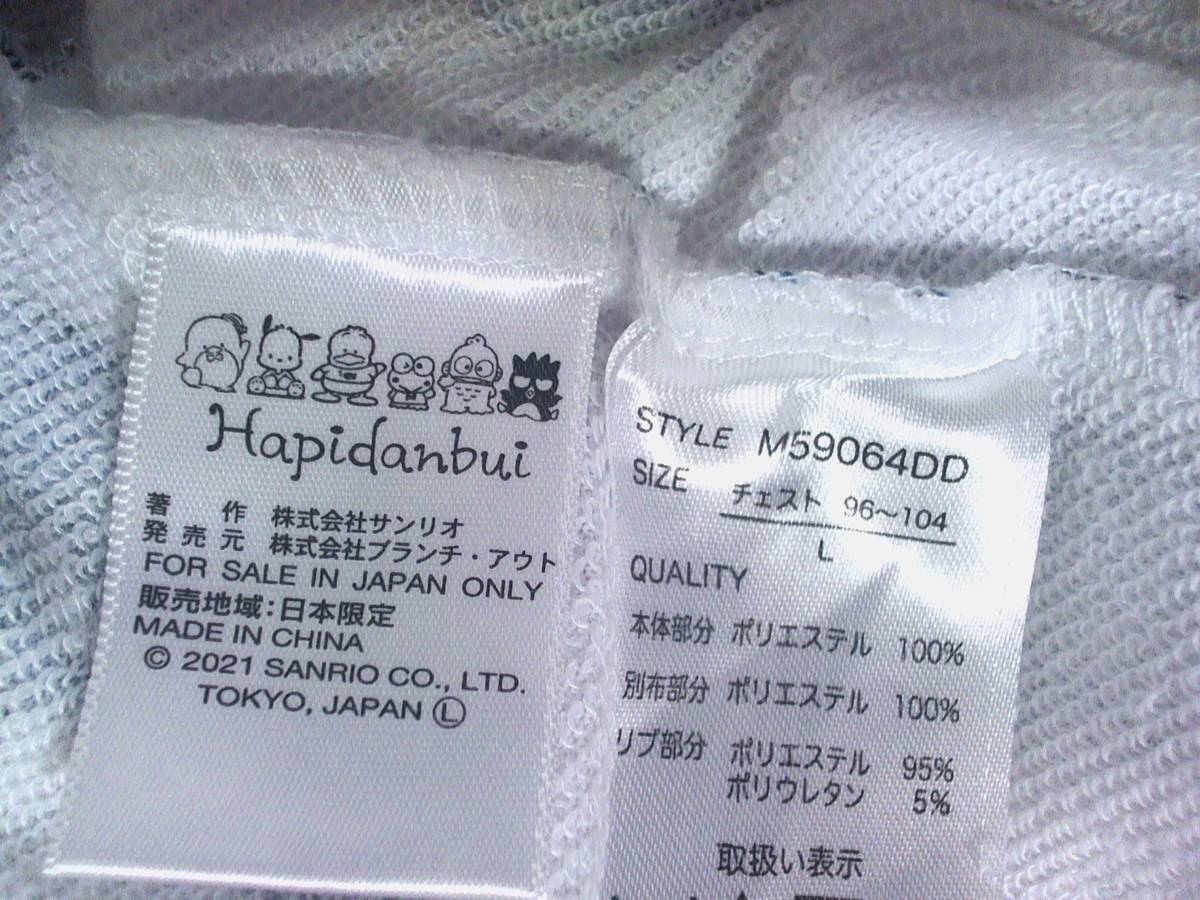 Hapidanbui
著 作 株式会社サンリオ
発売元 株式会社ブランチ・アウト
FOR SALE IN JAPAN ONLY
販売地域:日本限定
MADE IN CHINA
© 2021 SANRIO CO., LTD.
TOKYO, JAPAN Ⓛ
STYLE M59064DD
SIZE チェスト 96〜104
L
QUALITY
本体部分 ポリエステル 100%
別布部分 ポリエステル 100%
リブ部分 ポリエステル 95%
ポリウレタン 5%
取扱い表示